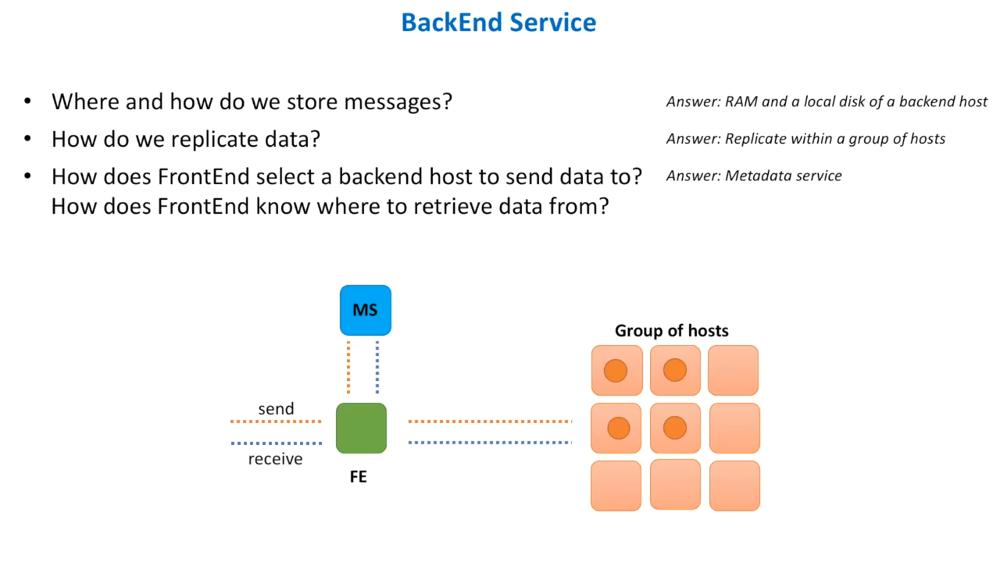 BackEnd Service
• Where and how do we store messages?
Answer: RAM and a local disk of a backend host
• How do we replicate data?
Answer: Replicate within a group of hosts
• How does FrontEnd select a backend host to send data to?
Answer: Metadata service
How does FrontEnd know where to retrieve data from?
MS
Group of hosts
send
receive
FE